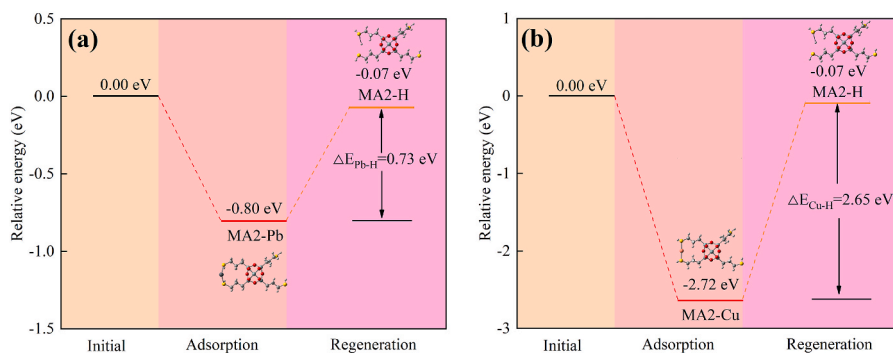 (a)
Relative energy (eV)
0.5
0.0
-0.5
-1.0
-1.5
0.00 eV
-0.80 eV
MA2-Pb
-0.07 eV
MA2-H
△E_Pb-H=0.73 eV
Initial
Adsorption
Regeneration
(b)
Relative energy (eV)
1
0
-1
-2
-3
0.00 eV
-2.72 eV
MA2-Cu
-0.07 eV
MA2-H
△E_Cu-H=2.65 eV
Initial
Adsorption
Regeneration